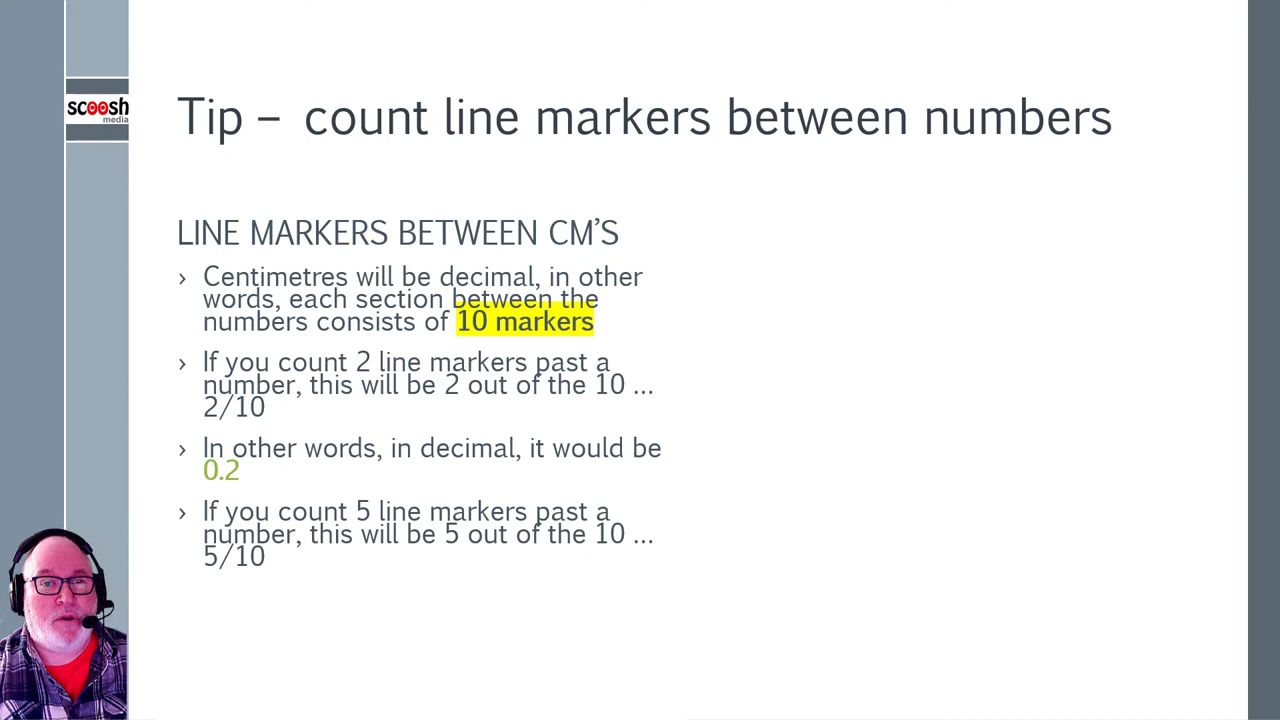 scoosh
media
Tip – count line markers between numbers
LINE MARKERS BETWEEN CM’S
› Centimetres will be decimal, in other
words, each section between the
numbers consists of 10 markers
› If you count 2 line markers past a
number, this will be 2 out of the 10 ...
2/10
› In other words, in decimal, it would be
0.2
› If you count 5 line markers past a
number, this will be 5 out of the 10 ...
5/10